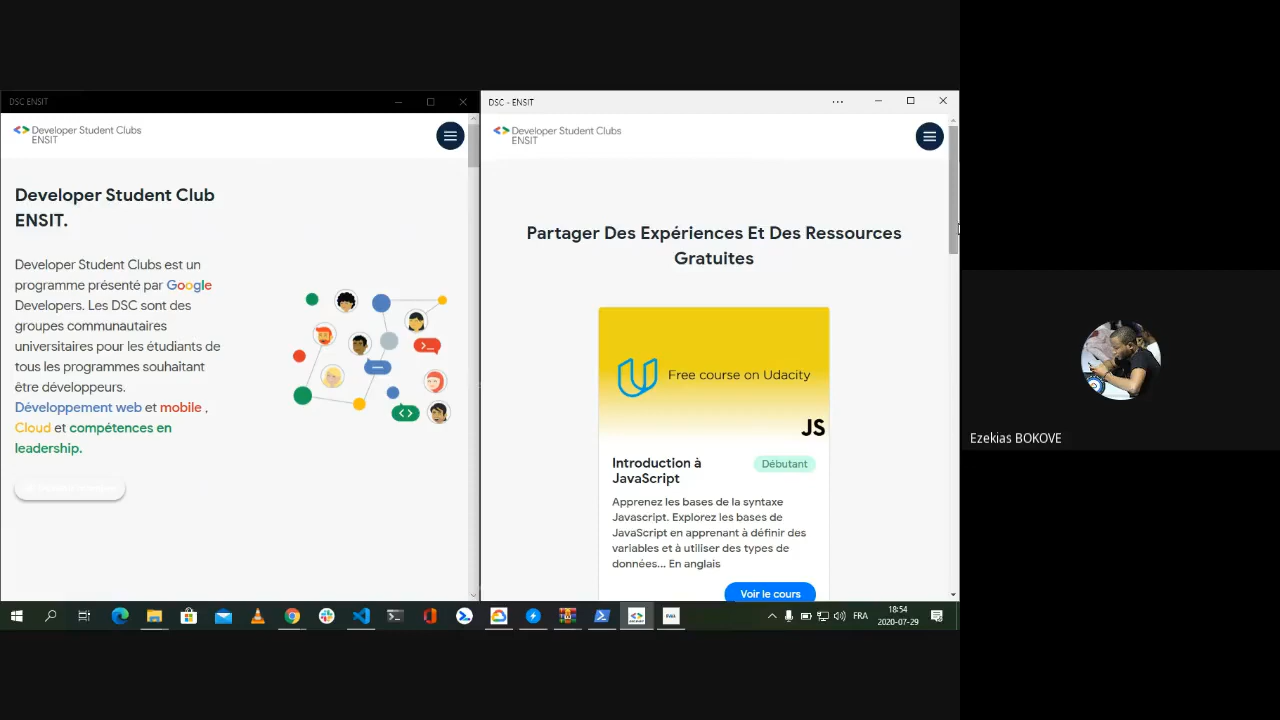 DSC ENSIT
Developer Student Clubs
ENSIT
Developer Student Club
ENSIT.
Developer Student Clubs est un
programme présenté par Google
Developers. Les DSC sont des
groupes communautaires
universitaires pour les étudiants de
tous les programmes souhaitant
être développeurs.
Développement web et mobile ,
Cloud et compétences en
leadership.
DSC - ENSIT
Developer Student Clubs
ENSIT
Partager Des Expériences Et Des Ressources
Gratuites
Free course on Udacity
JS
Introduction à
JavaScript
Débutant
Apprenez les bases de la syntaxe
Javascript. Explorez les bases de
JavaScript en apprenant à définir des
variables et à utiliser des types de
données... En anglais
Voir le cours
FRA
18:54
2020-07-29
Ezekias BOKOVE